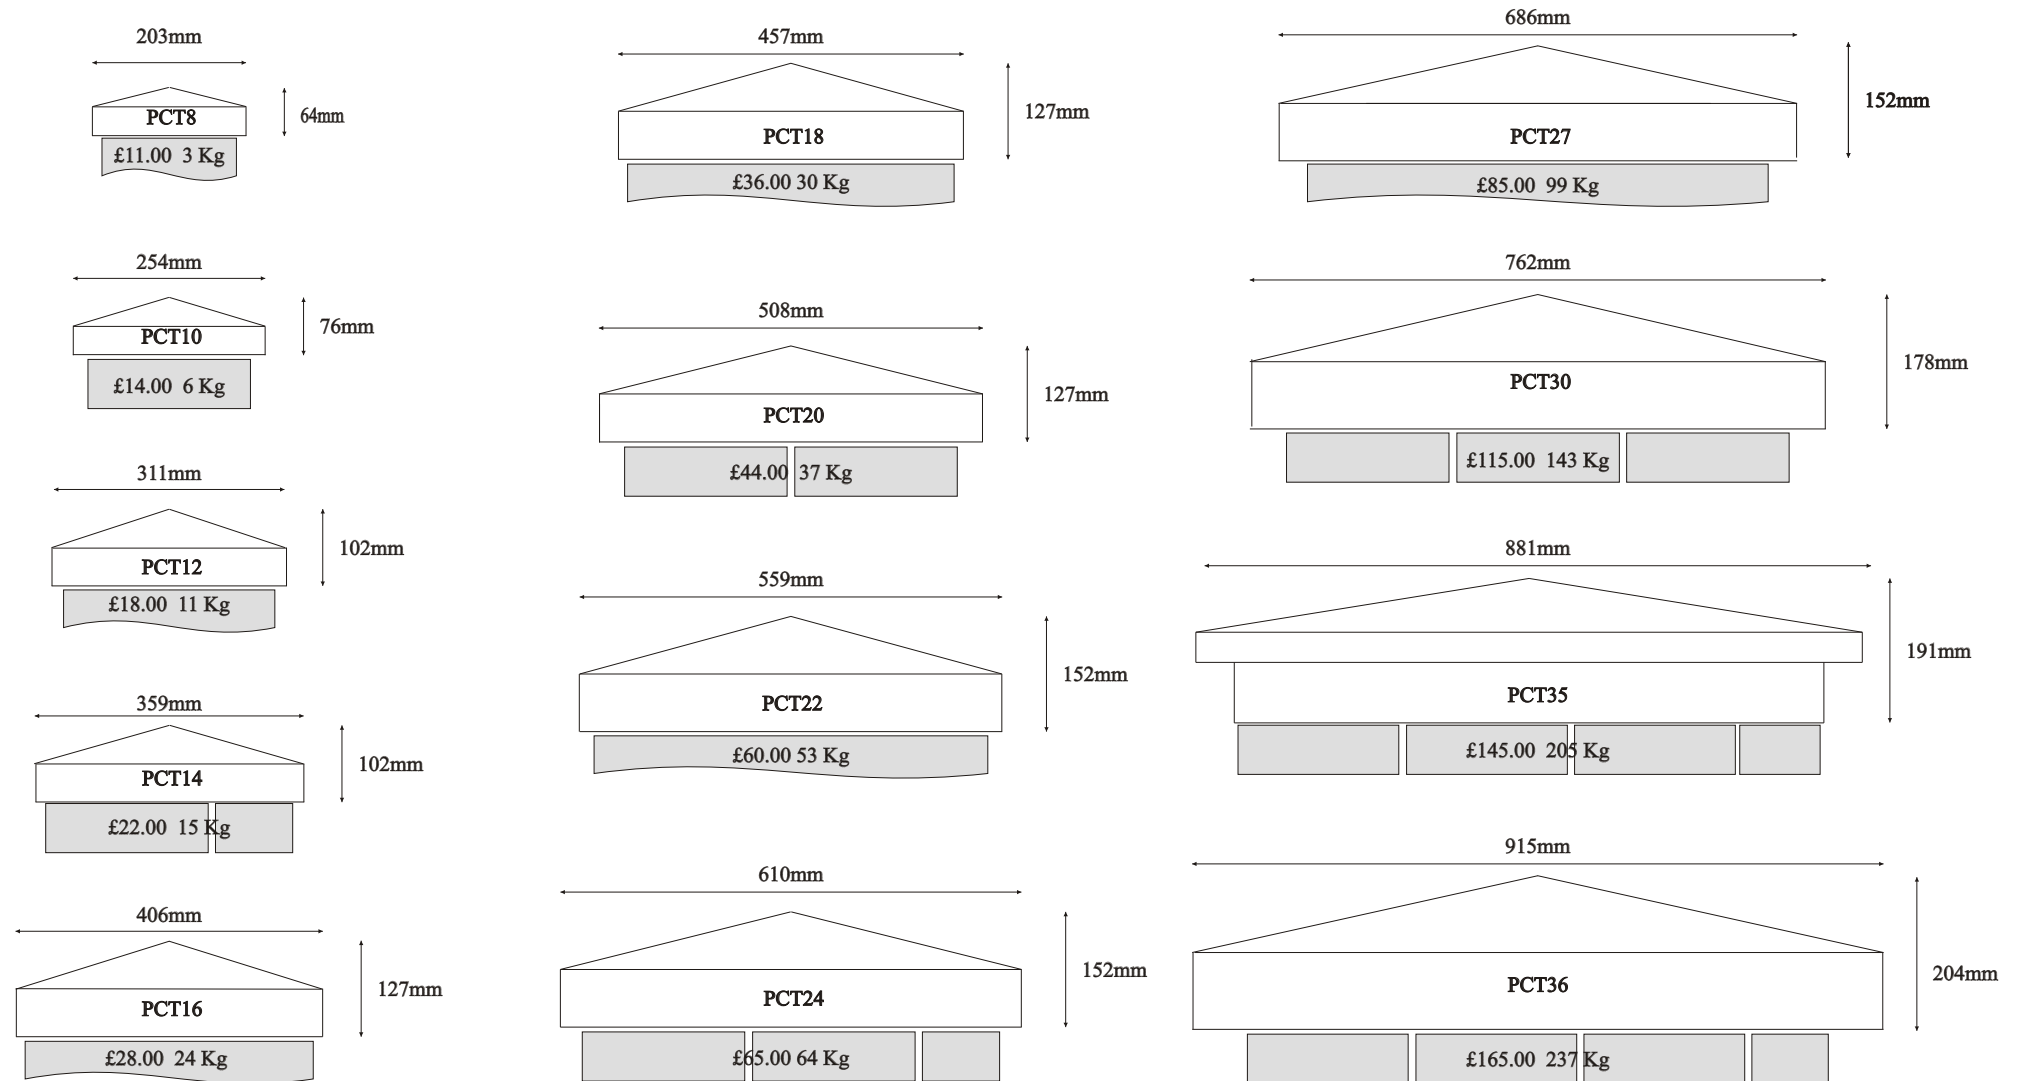 203mm
64mm
PCT8
£11.00 3 Kg
254mm
76mm
PCT10
£14.00 6 Kg
311mm
102mm
PCT12
£18.00 11 Kg
359mm
102mm
PCT14
£22.00 15 Kg
406mm
127mm
PCT16
£28.00 24 Kg
457mm
127mm
PCT18
£36.00 30 Kg
508mm
127mm
PCT20
£44.00 37 Kg
559mm
152mm
PCT22
£60.00 53 Kg
610mm
152mm
PCT24
£65.00 64 Kg
686mm
152mm
PCT27
£85.00 99 Kg
762mm
178mm
PCT30
£115.00 143 Kg
881mm
191mm
PCT35
£145.00 205 Kg
915mm
204mm
PCT36
£165.00 237 Kg